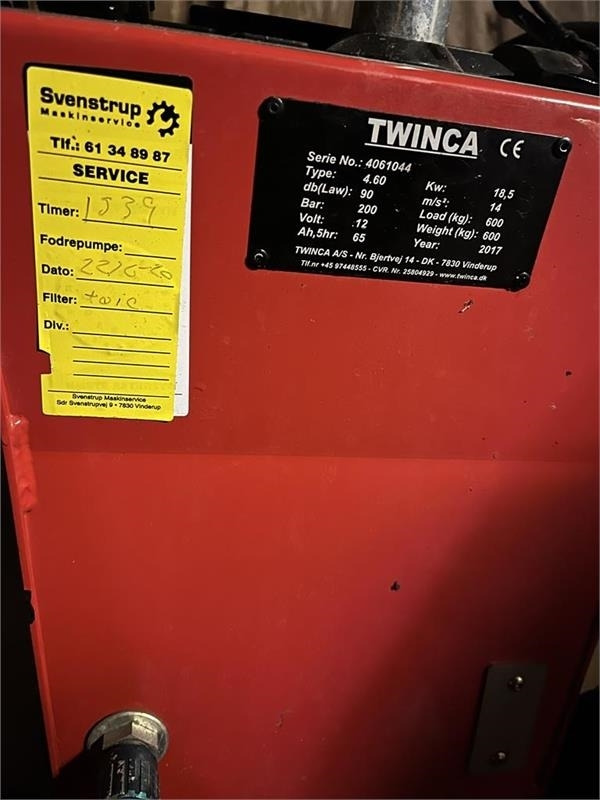 Svenstrup
Maskinservice
Tlf.: 61 34 89 87
SERVICE
Timer: 1539
Fodrepumpe:
Dato:
Filter:
Div.:
Svenstrup Maskinservice
Sdr Svenstrupvej 9 - 7830 Vinderup
TWINCA CE
Serie No.: 4061044
Type: 4.60 Kw: 18,5
db(Law): 90 m/s²: 14
Bar: 200 Load (kg): 600
Volt: 12 Weight (kg): 600
Ah,5hr: 65 Year: 2017
TWINCA A/S - Nr. Bjertvej 14 - DK - 7830 Vinderup
Tlf.nr +45 97448555 - CVR. Nr. 25804929 - www.twinca.dk